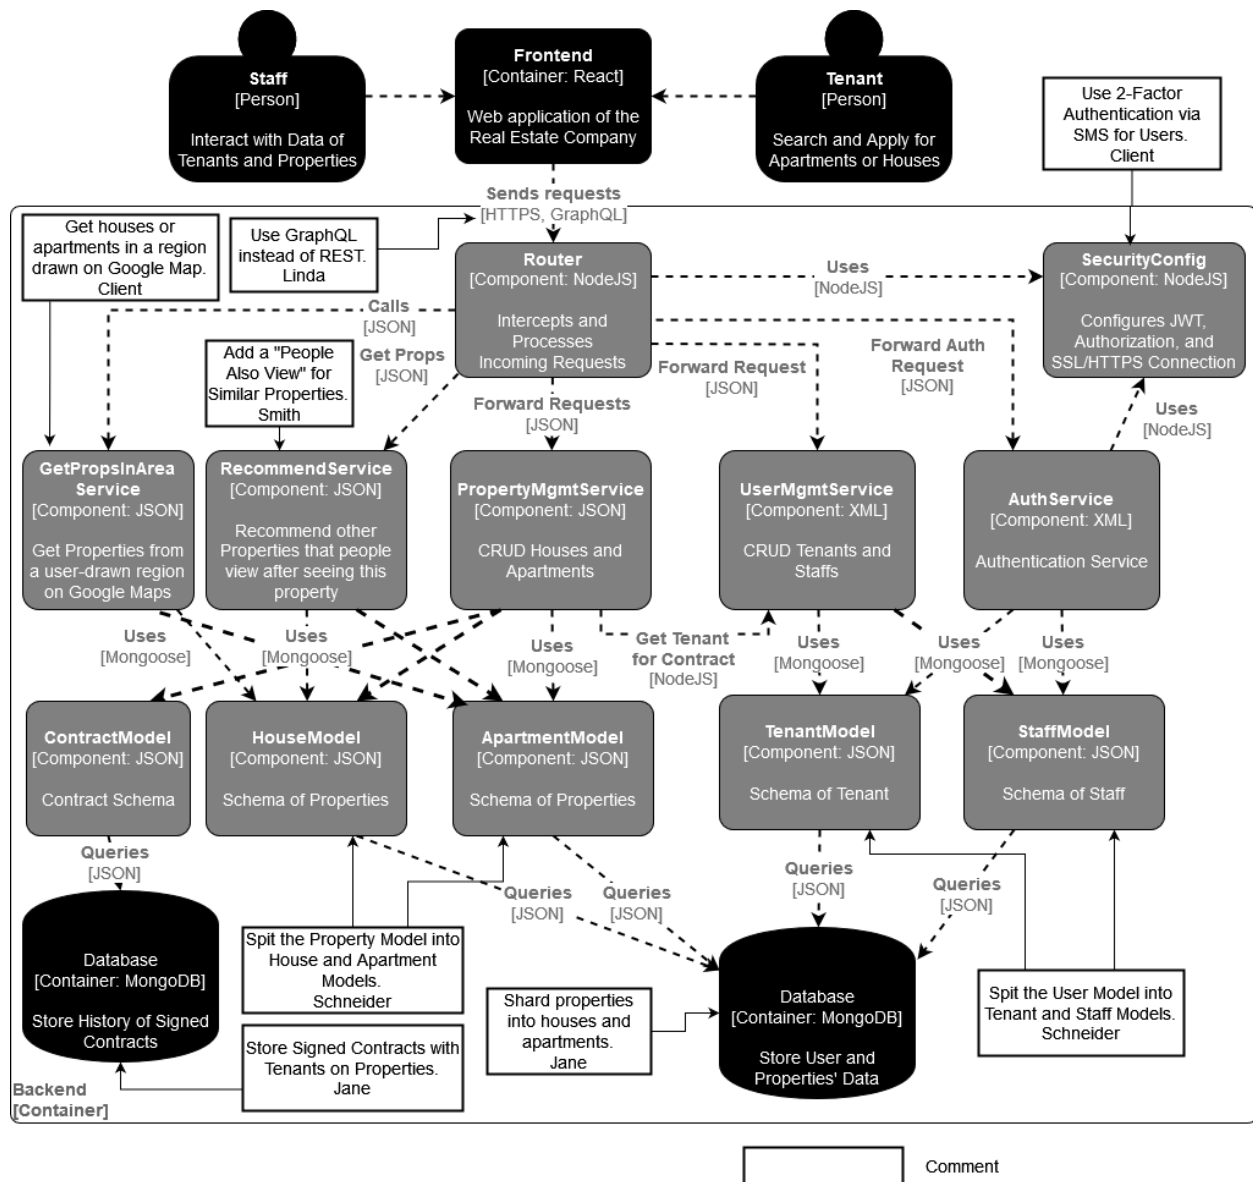 Staff
[Person]
Interact with Data of
Tenants and Properties
Frontend
[Container: React]
Web application of the
Real Estate Company
Tenant
[Person]
Search and Apply for
Apartments or Houses
Use 2-Factor
Authentication via
SMS for Users.
Client
Sends requests
[HTTPS, GraphQL]
Get houses or
apartments in a region
drawn on Google Map.
Client
Use GraphQL
instead of REST.
Linda
Router
[Component: NodeJS]
Intercepts and
Processes
Incoming Requests
Uses
[NodeJS]
SecurityConfig
[Component: NodeJS]
Configures JWT,
Authorization, and
SSL/HTTPS Connection
Calls
[JSON]
Get Props
[JSON]
Add a "People
Also View" for
Similar Properties.
Smith
Forward Requests
[JSON]
Forward Request
[JSON]
Forward Auth
Request
[JSON]
Uses
[NodeJS]
GetPropsInArea
Service
[Component: JSON]
Get Properties from
a user-drawn region
on Google Maps
RecommendService
[Component: JSON]
Recommend other
Properties that people
view after seeing this
property
PropertyMgmtService
[Component: JSON]
CRUD Houses and
Apartments
UserMgmtService
[Component: XML]
CRUD Tenants and
Staffs
AuthService
[Component: XML]
Authentication Service
Uses
[Mongoose]
Uses
[Mongoose]
Uses
[Mongoose]
Get Tenant
for Contract
[NodeJS]
Uses
[Mongoose]
Uses
[Mongoose]
Uses
[Mongoose]
ContractModel
[Component: JSON]
Contract Schema
HouseModel
[Component: JSON]
Schema of Properties
ApartmentModel
[Component: JSON]
Schema of Properties
TenantModel
[Component: JSON]
Schema of Tenant
StaffModel
[Component: JSON]
Schema of Staff
Queries
[JSON]
Queries
[JSON]
Queries
[JSON]
Queries
[JSON]
Queries
[JSON]
Database
[Container: MongoDB]
Store History of Signed
Contracts
Spit the Property Model into
House and Apartment
Models.
Schneider
Store Signed Contracts with
Tenants on Properties.
Jane
Shard properties
into houses and
apartments.
Jane
Database
[Container: MongoDB]
Store User and
Properties' Data
Spit the User Model into
Tenant and Staff Models.
Schneider
Backend
[Container]
Comment